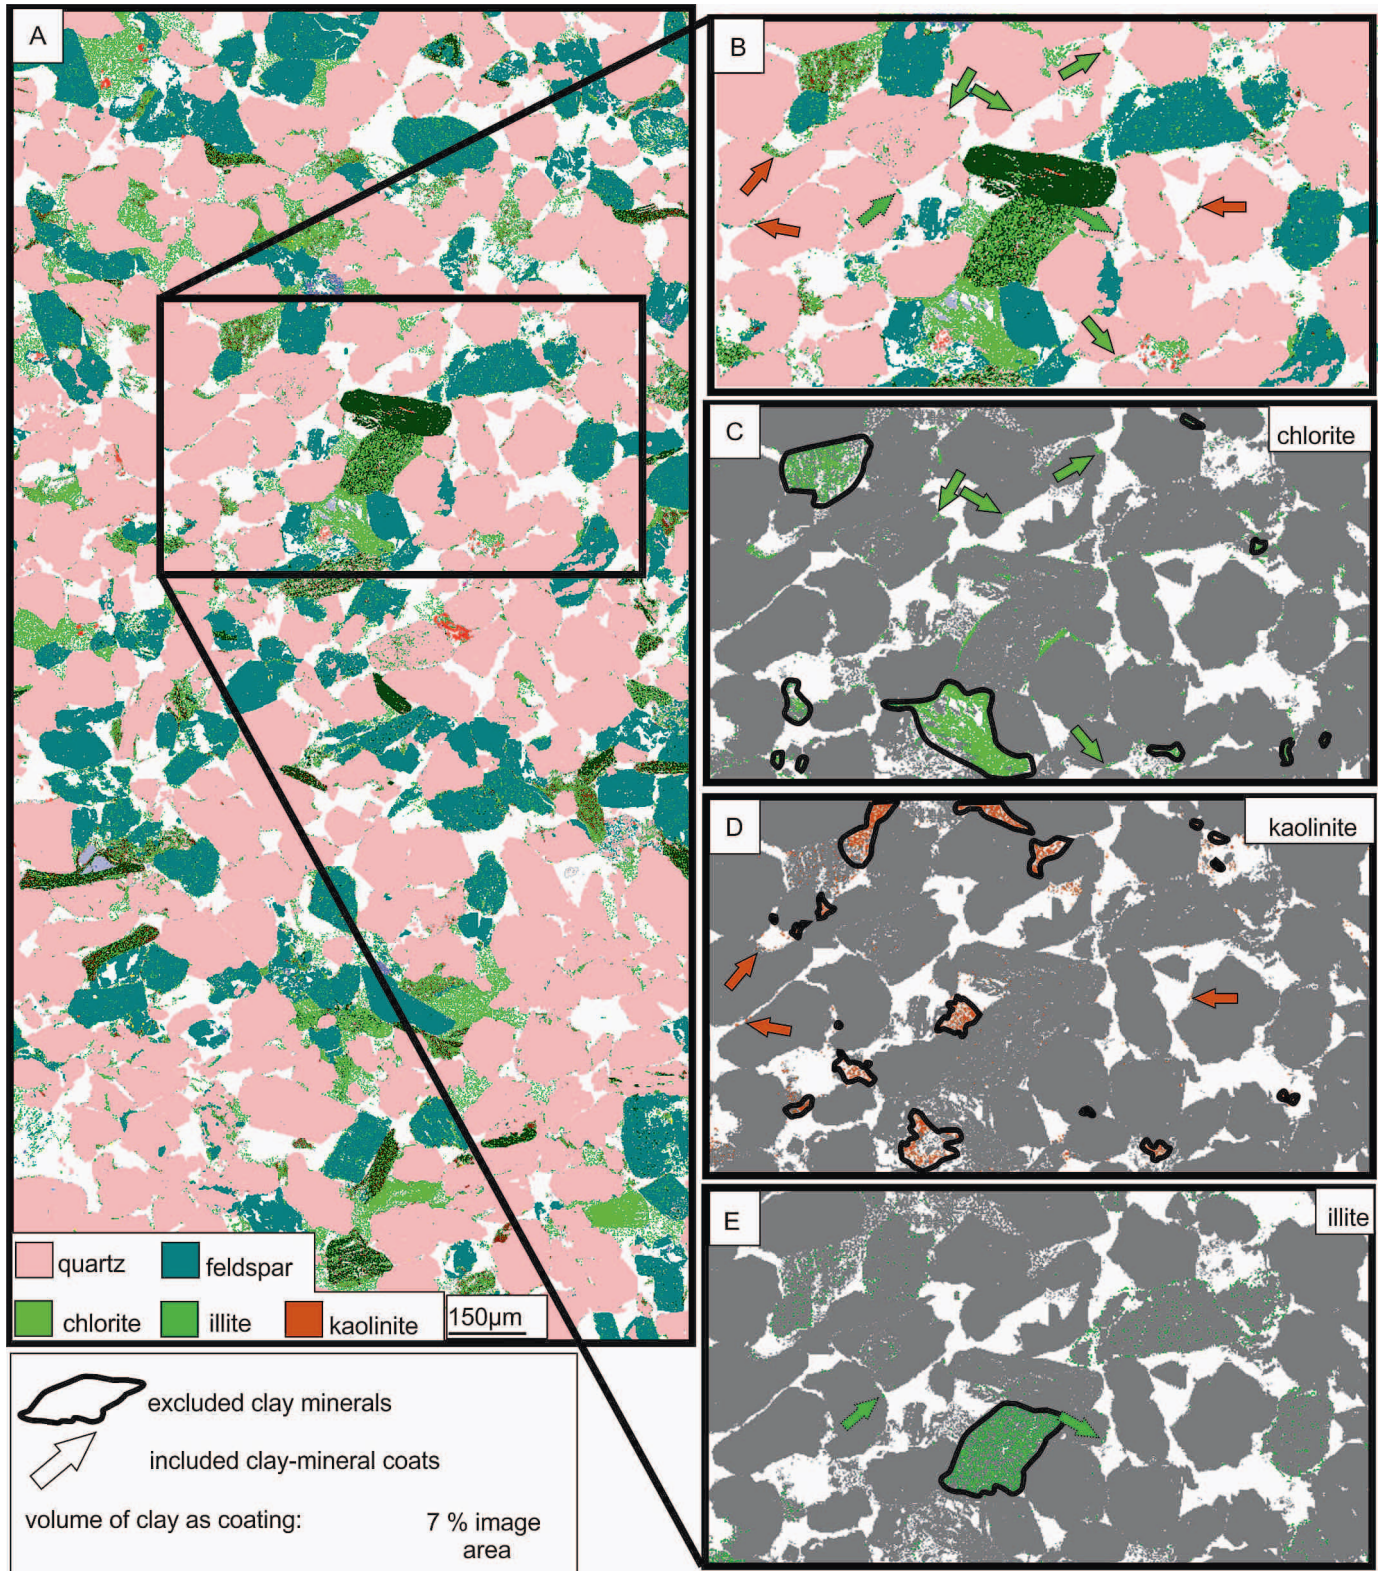 A
B
C
chlorite
D
kaolinite
E
illite
quartz feldspar
chlorite illite kaolinite 150µm
excluded clay minerals
included clay-mineral coats
volume of clay as coating: 7 % image
area